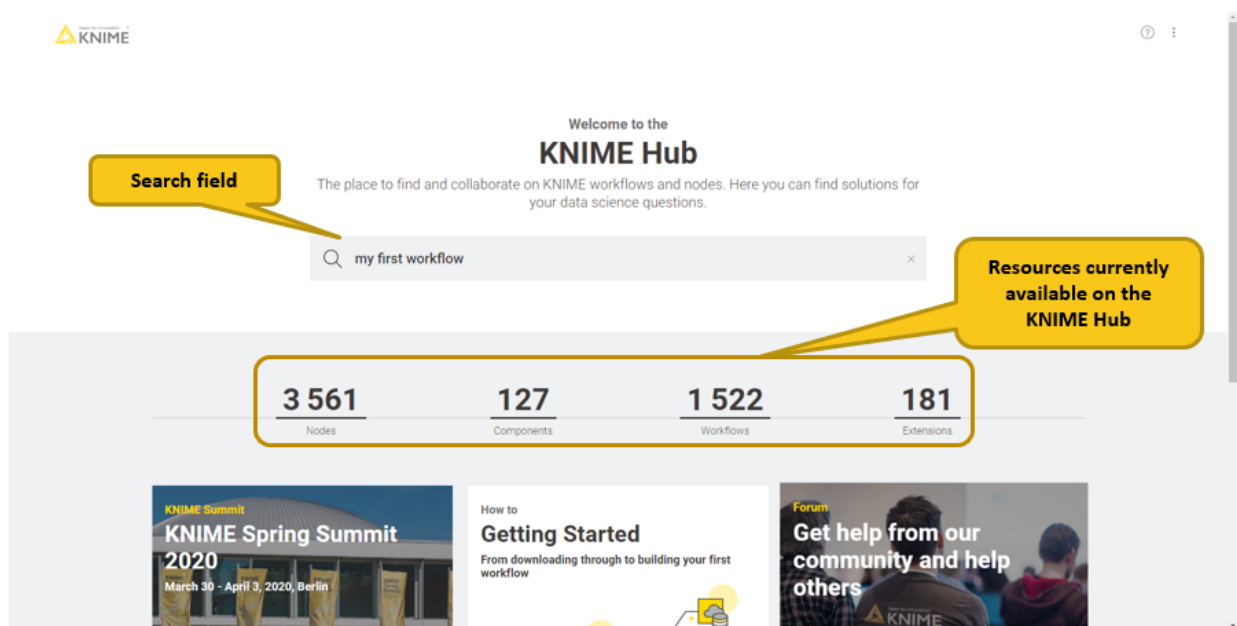 Open for Innovation
KNIME
Welcome to the
KNIME Hub
The place to find and collaborate on KNIME workflows and nodes. Here you can find solutions for
your data science questions.
Search field
my first workflow
Resources currently
available on the
KNIME Hub
3 561
Nodes
127
Components
1 522
Workflows
181
Extensions
KNIME Summit
KNIME Spring Summit
2020
March 30 - April 3, 2020, Berlin
How to
Getting Started
From downloading through to building your first
workflow
Forum
Get help from our
community and help
others
KNIME